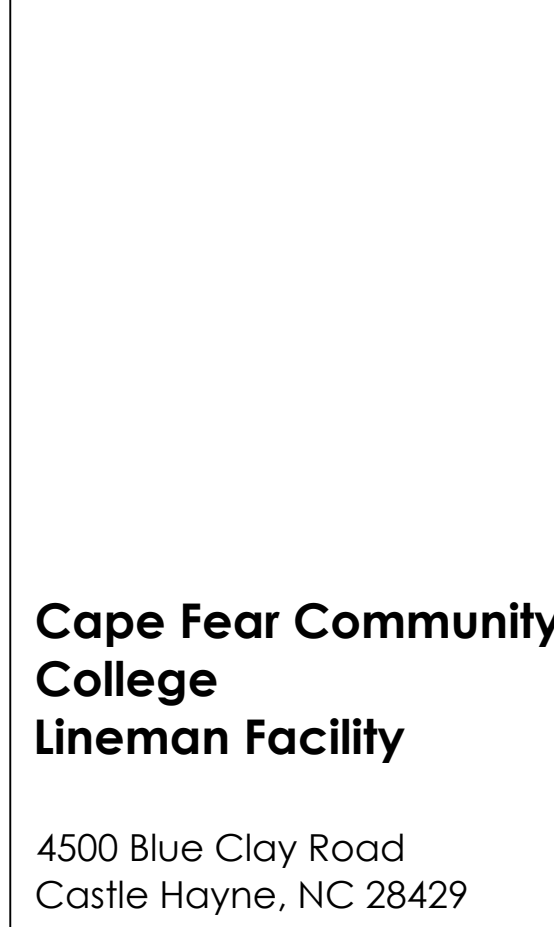 Cape Fear Community
College
Lineman Facility
4500 Blue Clay Road
Castle Hayne, NC 28429